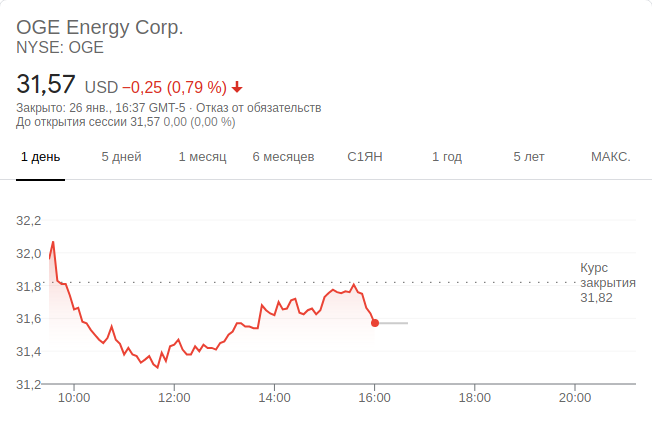 OGE Energy Corp.
NYSE: OGE
31,57 USD −0,25 (0,79 %)
Закрыто: 26 янв., 16:37 GMT-5 · Отказ от обязательств
До открытия сессии 31,57 0,00 (0,00 %)
1 день 5 дней 1 месяц 6 месяцев С1ЯН 1 год 5 лет МАКС.
32,2
32,0
31,8
31,6
31,4
31,2
Курс
закрытия
31,82
10:00 12:00 14:00 16:00 18:00 20:00